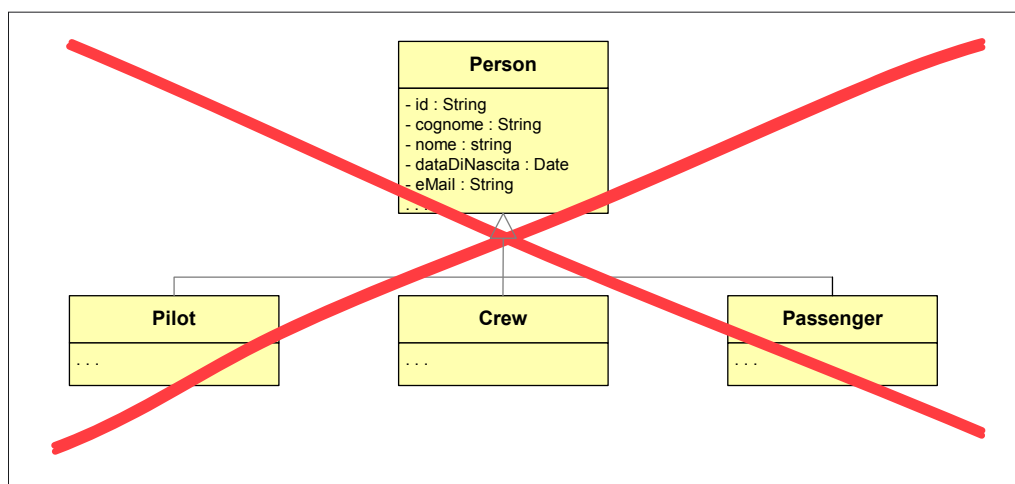 Person
- id : String
- cognome : String
- nome : string
- dataDiNascita : Date
- eMail : String
. . .
Pilot
. . .
Crew
. . .
Passenger
. . .